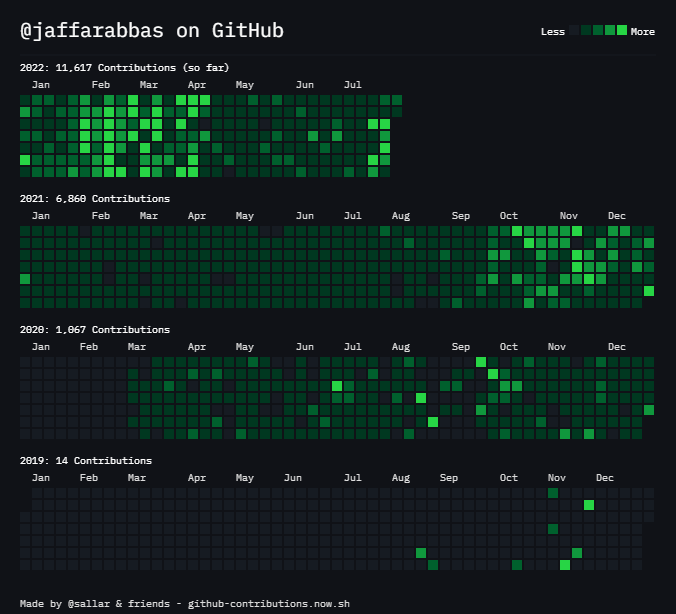 @jaffarabbas on GitHub
Less More
2022: 11,617 Contributions (so far)
Jan Feb Mar Apr May Jun Jul
2021: 6,860 Contributions
Jan Feb Mar Apr May Jun Jul Aug Sep Oct Nov Dec
2020: 1,067 Contributions
Jan Feb Mar Apr May Jun Jul Aug Sep Oct Nov Dec
2019: 14 Contributions
Jan Feb Mar Apr May Jun Jul Aug Sep Oct Nov Dec
Made by @sallar & friends - github-contributions.now.sh